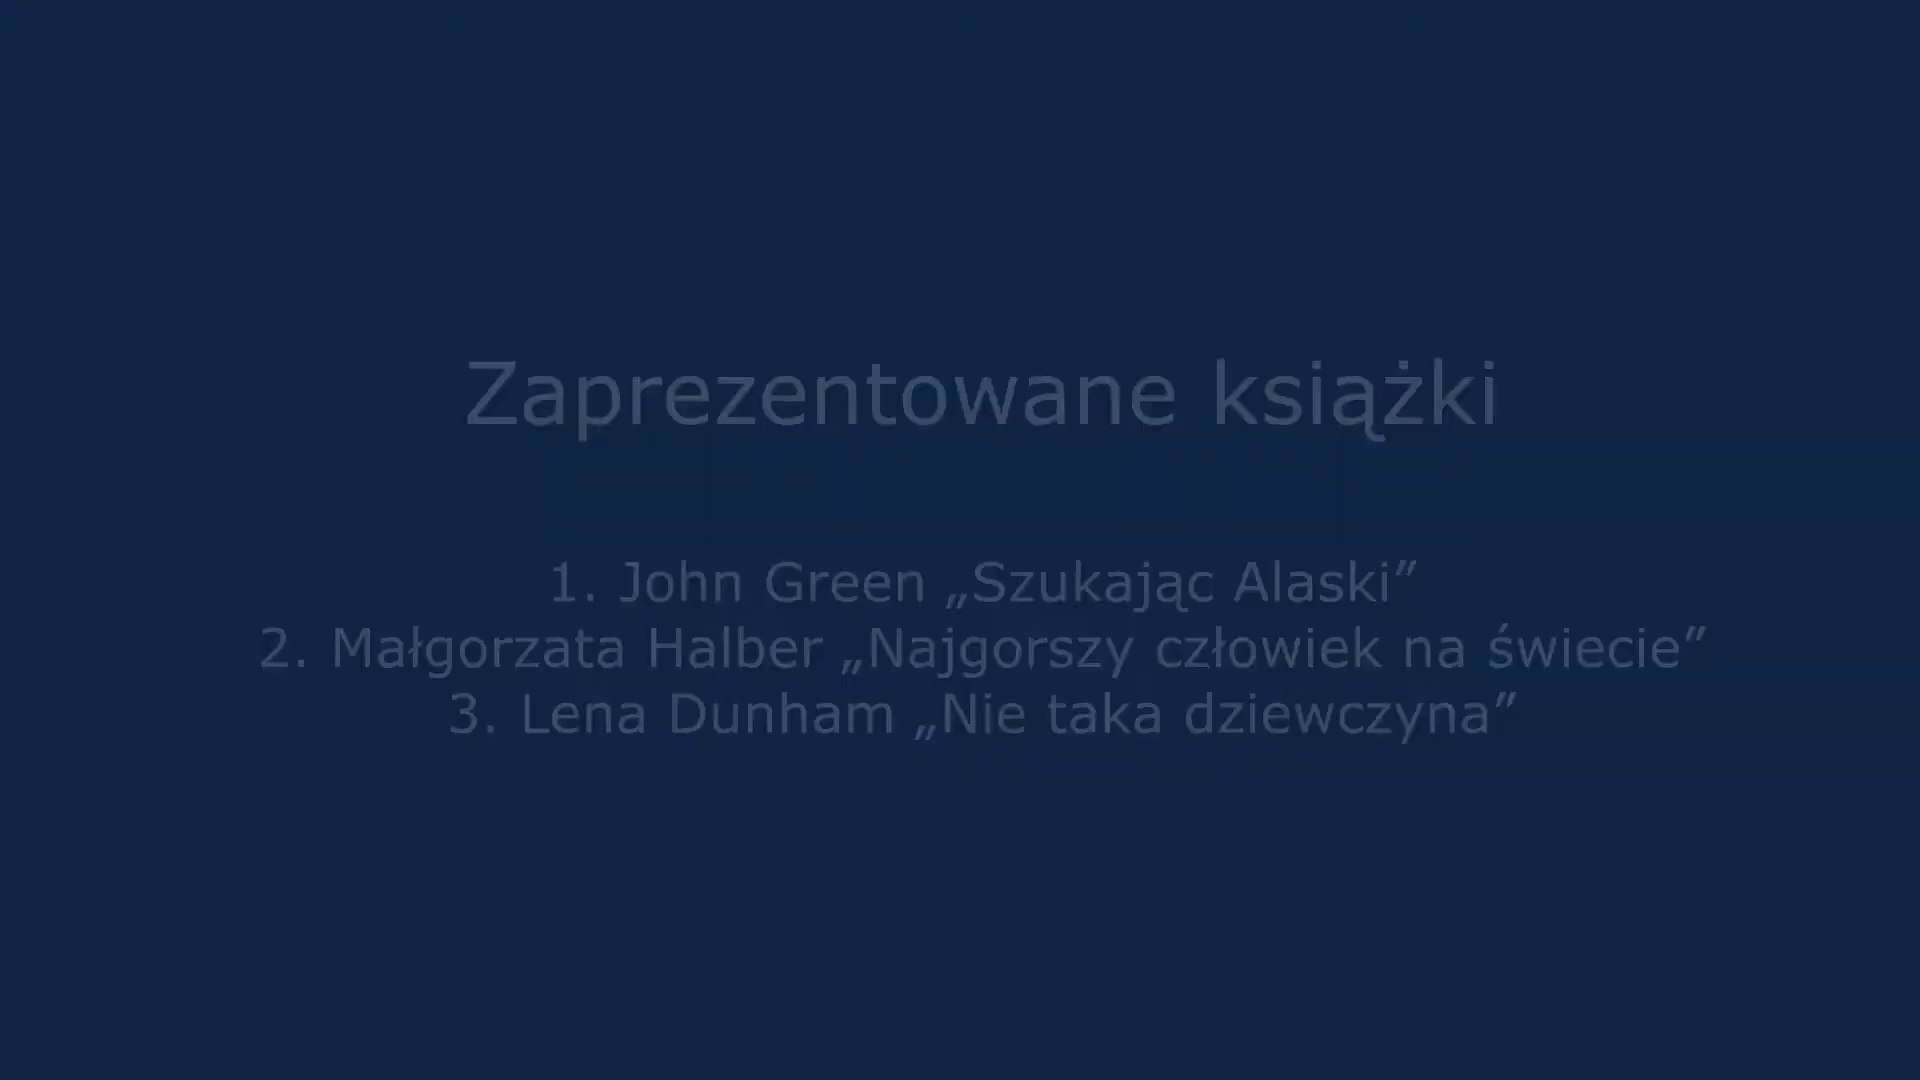 Zaprezentowane książki
1. John Green „Szukając Alaski”
2. Małgorzata Halber „Najgorszy człowiek na świecie”
3. Lena Dunham „Nie taka dziewczyna”